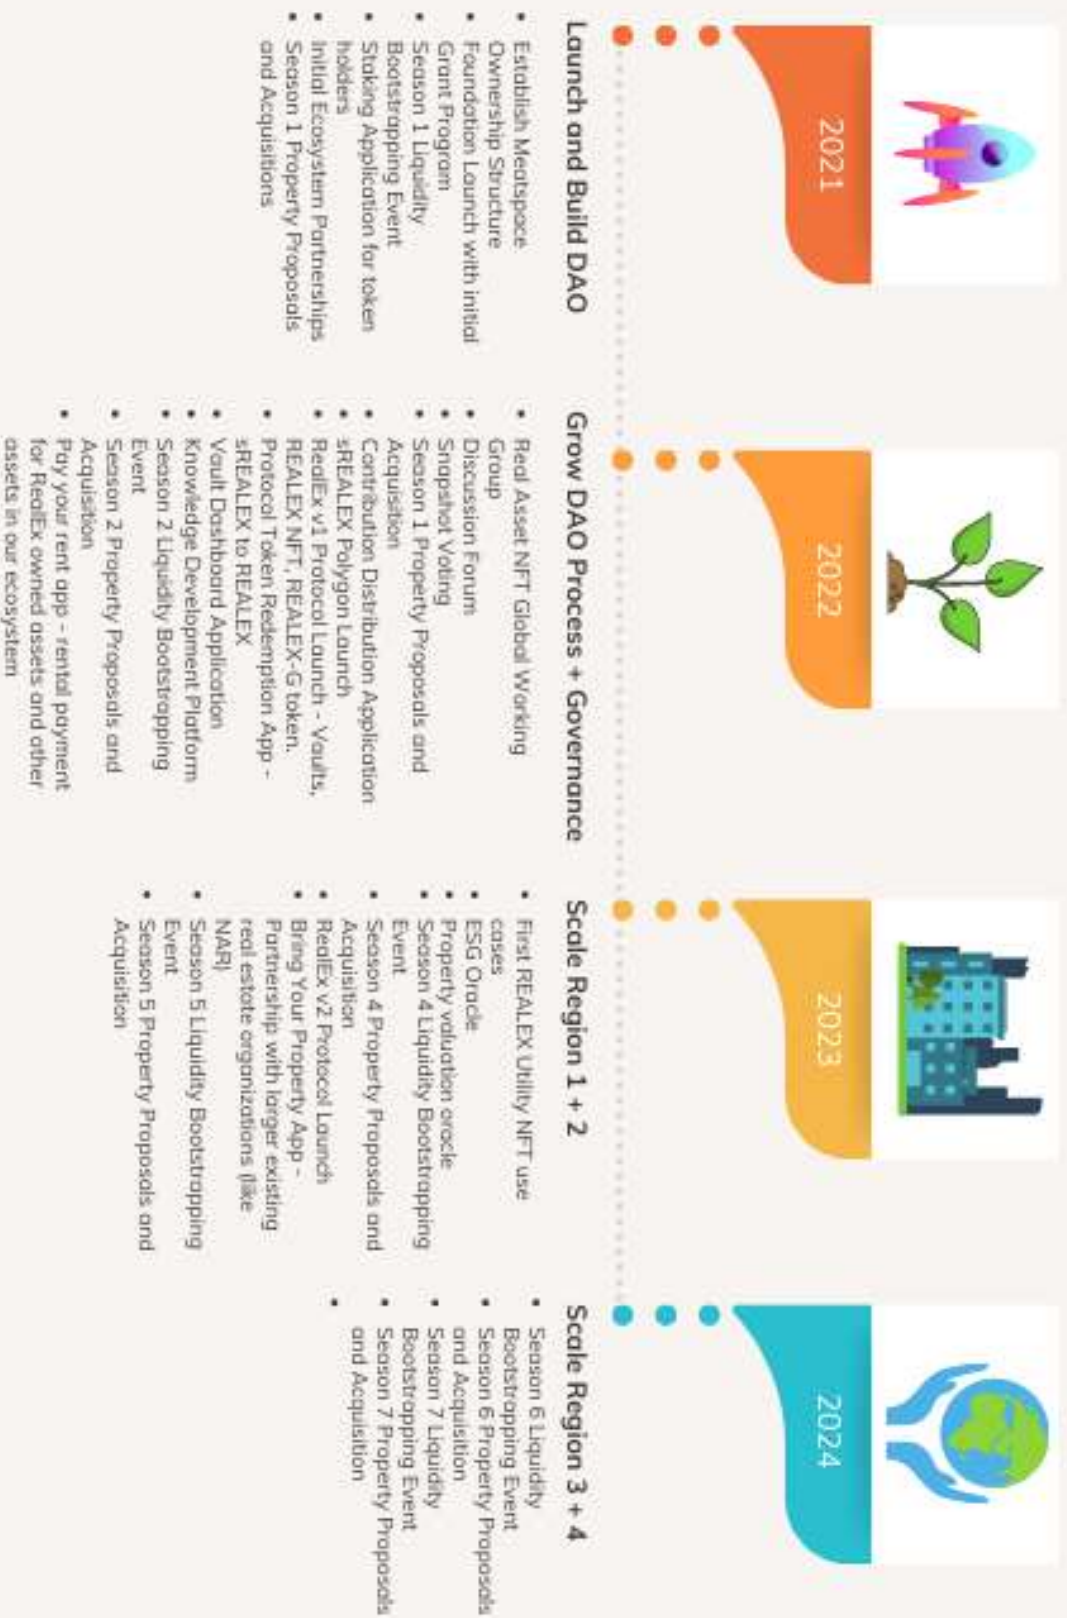 2021
Launch and Build DAO
• Establish Meatspace
Ownership Structure
• Foundation Launch with initial
Grant Program
• Season 1 Liquidity
Bootstrapping Event
• Staking Application for token
holders
• Initial Ecosystem Partnerships
• Season 1 Property Proposals
and Acquisitions
2022
Grow DAO Process + Governance
• Real Asset NFT Global Working
Group
• Discussion Forum
• Snapshot Voting
• Season 1 Property Proposals and
Acquisition
• Contribution Distribution Application
• sREALEX Polygon Launch
• RealEx v1 Protocol Launch - Vaults,
REALEX NFT, REALEX-G token.
• Protocol Token Redemption App -
sREALEX to REALEX
• Vault Dashboard Application
• Knowledge Development Platform
• Season 2 Liquidity Bootstrapping
Event
• Season 2 Property Proposals and
Acquisition
• Pay your rent app - rental payment
for RealEx owned assets and other
assets in our ecosystem
2023
Scale Region 1 + 2
• First REALEX Utility NFT use
cases
• ESG Oracle
• Property valuation oracle
• Season 4 Liquidity Bootstrapping
Event
• Season 4 Property Proposals and
Acquisition
• RealEx v2 Protocol Launch
• Bring Your Property App -
Partnership with larger existing
real estate organizations (like
NAR)
• Season 5 Liquidity Bootstrapping
Event
• Season 5 Property Proposals and
Acquisition
2024
Scale Region 3 + 4
• Season 6 Liquidity
Bootstrapping Event
• Season 6 Property Proposals
and Acquisition
• Season 7 Liquidity
Bootstrapping Event
• Season 7 Property Proposals
and Acquisition
•